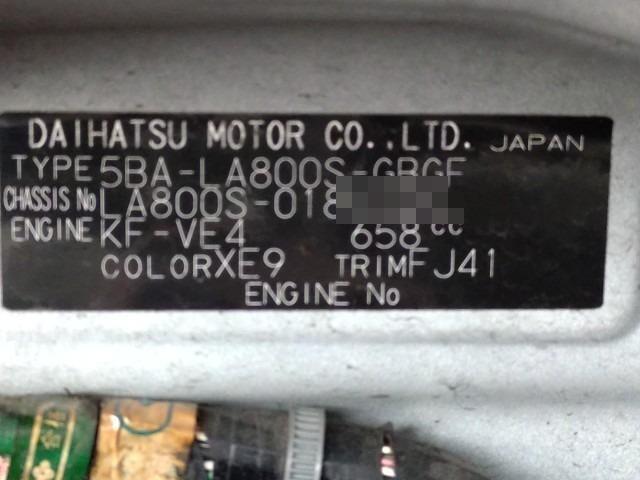 DAIHATSU MOTOR CO.,LTD. JAPAN
TYPE 5BA-LA800S-GBGF
CHASSIS No LA800S-018
ENGINE KF-VE4 658 cc
COLOR XE9 TRIM FJ41
ENGINE No